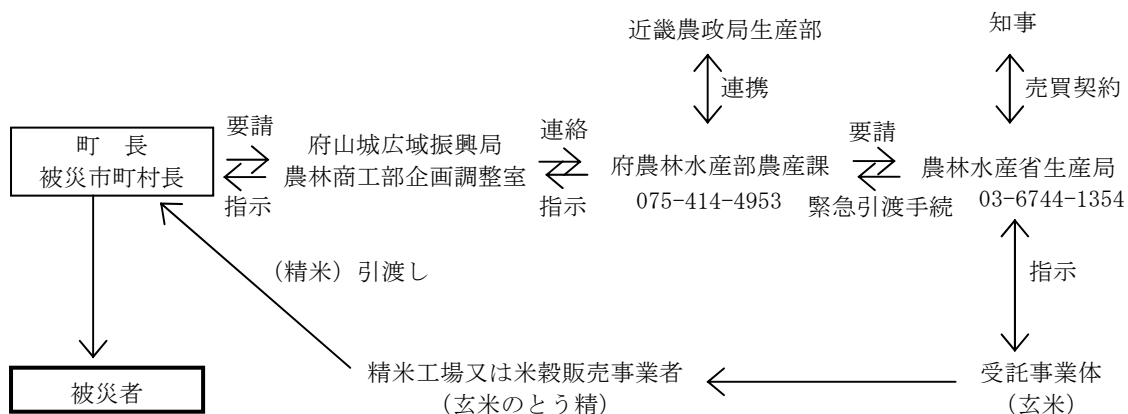 近畿農政局生産部
知事
連携
売買契約
町　長
被災市町村長
要請
指示
府山城広域振興局
農林商工部企画調整室
連絡
指示
府農林水産部農産課
075-414-4953
要請
緊急引渡手続
農林水産省生産局
03-6744-1354
(精米）引渡し
指示
被災者
精米工場又は米穀販売事業者
（玄米のとう精）
受託事業体
（玄米）